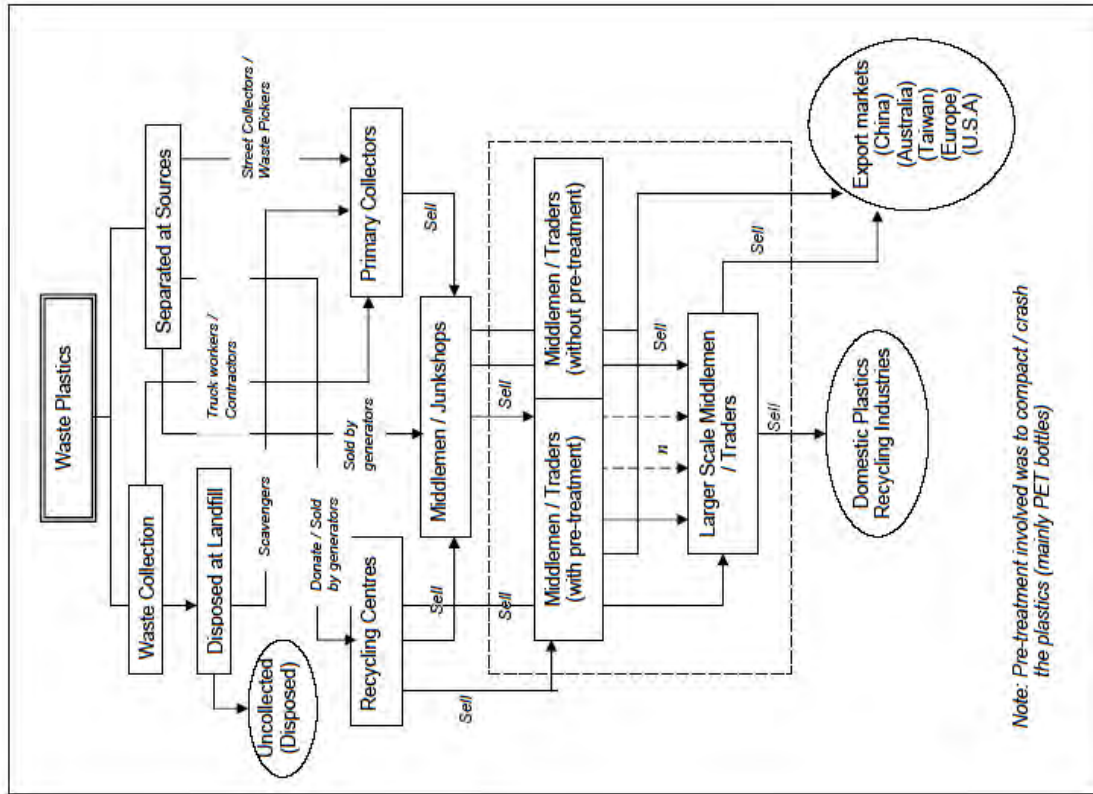 Waste Plastics
Waste Collection
Separated at Sources
Disposed at Landfill
Truck workers /
Contractors
Street Collectors /
Waste Pickers
Uncollected
(Disposed)
Scavengers
Donate / Sold
by generators
Sold by
generators
Recycling Centres
Primary Collectors
Sell
Sell
Middlemen / Junkshops
Sell
Sell
Sell
Middlemen / Traders
(with pre-treatment)
Middlemen / Traders
(without pre-treatment)
n
Sell
Larger Scale Middlemen
/ Traders
Sell
Sell
Domestic Plastics
Recycling Industries
Export markets
(China)
(Australia)
(Taiwan)
(Europe)
(U.S.A)
Note: Pre-treatment involved was to compact / crash
the plastics (mainly PET bottles)